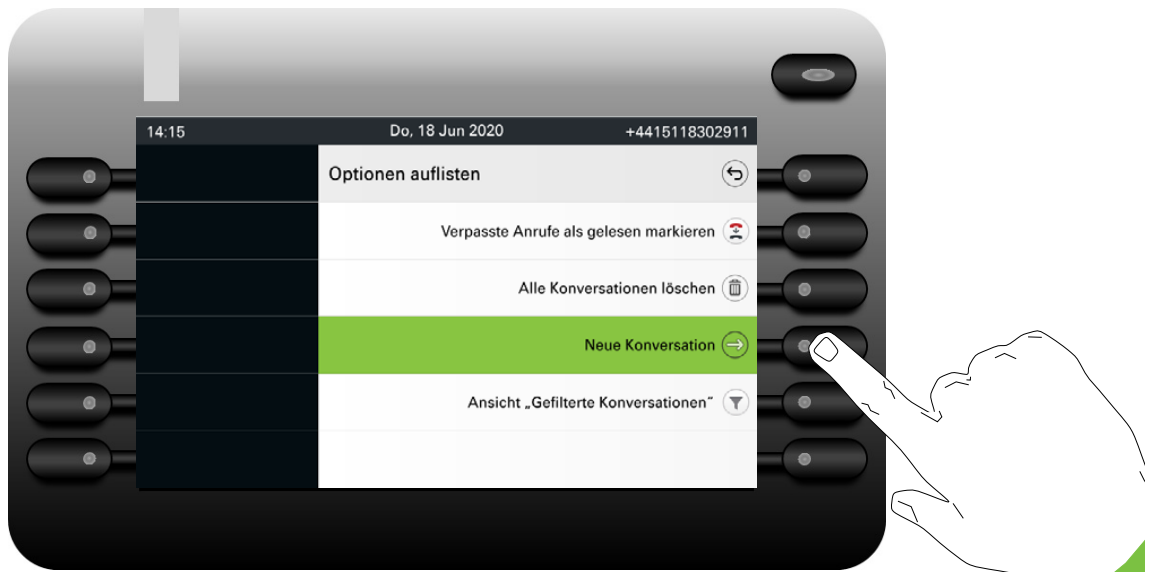 14:15 Do, 18 Jun 2020 +4415118302911
Optionen auflisten
Verpasste Anrufe als gelesen markieren
Alle Konversationen löschen
Neue Konversation
Ansicht „Gefilterte Konversationen“